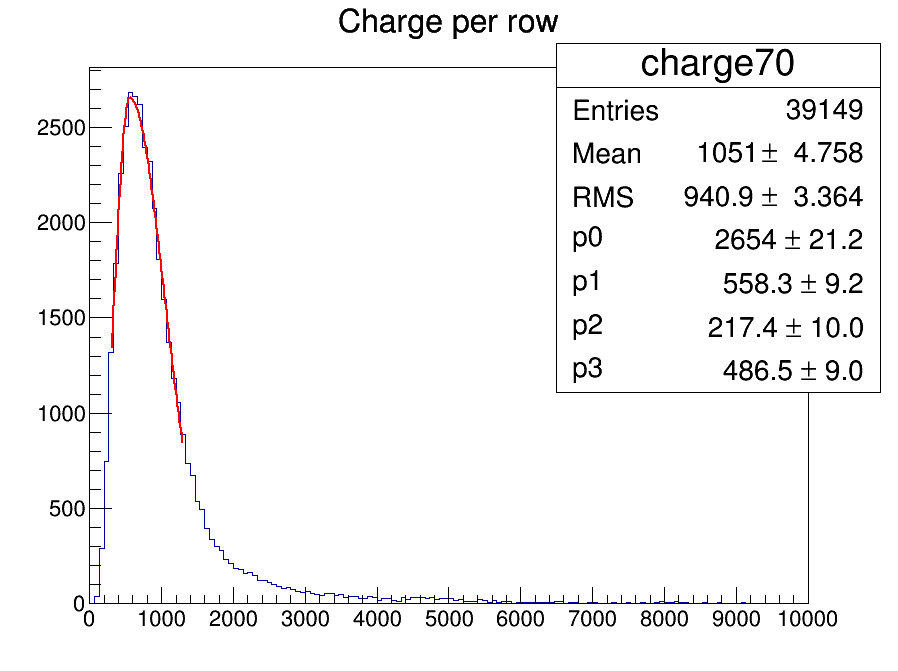 Charge per row
charge70
Entries 39149
Mean 1051 ± 4.758
RMS 940.9 ± 3.364
p0 2654 ± 21.2
p1 558.3 ± 9.2
p2 217.4 ± 10.0
p3 486.5 ± 9.0
2500
2000
1500
1000
500
0
0 1000 2000 3000 4000 5000 6000 7000 8000 9000 10000